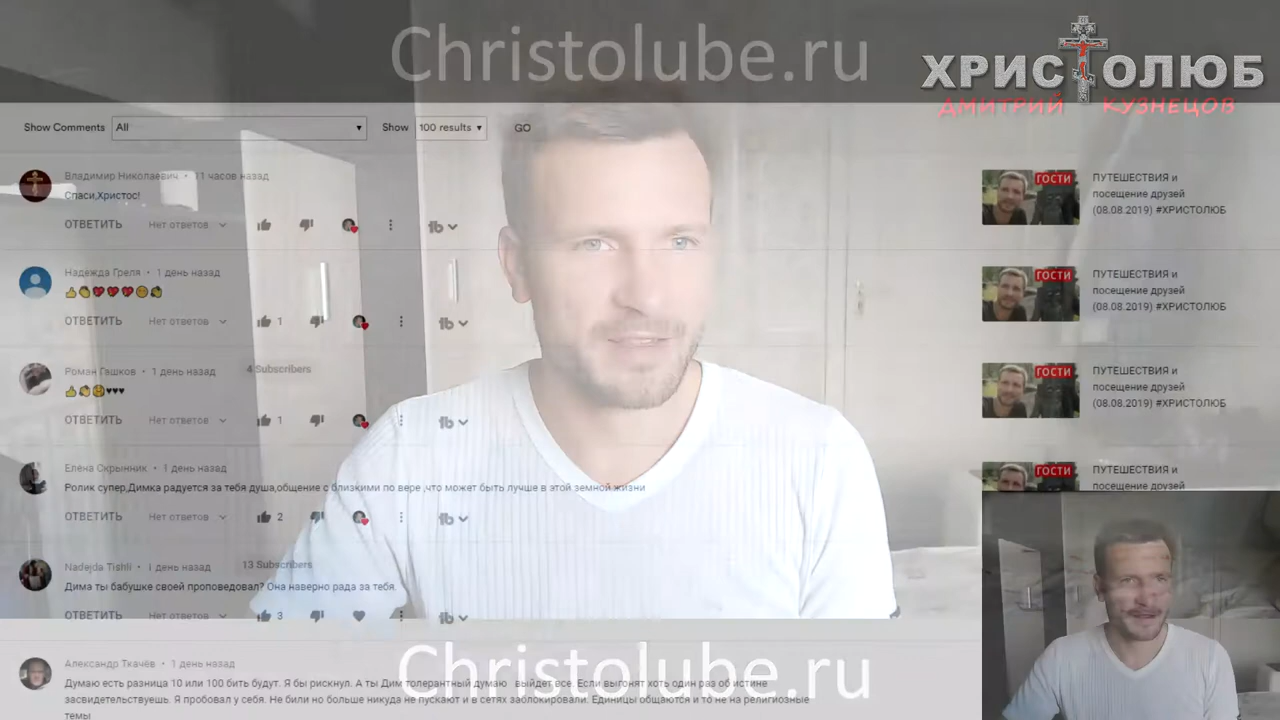 Christolube.ru
ХРИСТОЛЮБ
ДМИТРИЙ КУЗНЕЦОВ
Show Comments All Show 100 results GO
Владимир Николаевич • 11 часов назад
Спаси,Христос!
ОТВЕТИТЬ Нет ответов
Надежда Греля • 1 день назад
👍👏💖💖💖😊👏
ОТВЕТИТЬ Нет ответов 1
Роман Гашков • 1 день назад 4 Subscribers
👍👏😊♥♥♥
ОТВЕТИТЬ Нет ответов 1
Елена Скрынник • 1 день назад
Ролик супер,Димка радуется за тебя душа,общение с близкими по вере ,что может быть лучше в этой земной жизни
ОТВЕТИТЬ Нет ответов 2
Nadejda Tishli • 1 день назад 13 Subscribers
Дима ты бабушке своей проповедовал? Она наверно рада за тебя.
ОТВЕТИТЬ Нет ответов 3
Александр Ткачёв • 1 день назад
Думаю есть разница 10 или 100 бить будут. Я бы рискнул. А ты Дим толерантный думаю выйдет все. Если выгонят хоть один раз об истине
засвидетельствуешь. Я пробовал у себя. Не били но больше никуда не пускают и в сетях заблокировали. Единицы общаются и то не на религиозные
темы
Christolube.ru
ГОСТИ
ПУТЕШЕСТВИЯ и
посещение друзей
(08.08.2019) #ХРИСТОЛЮБ
ГОСТИ
ПУТЕШЕСТВИЯ и
посещение друзей
(08.08.2019) #ХРИСТОЛЮБ
ГОСТИ
ПУТЕШЕСТВИЯ и
посещение друзей
(08.08.2019) #ХРИСТОЛЮБ
ГОСТИ
ПУТЕШЕСТВИЯ и
посещение друзей